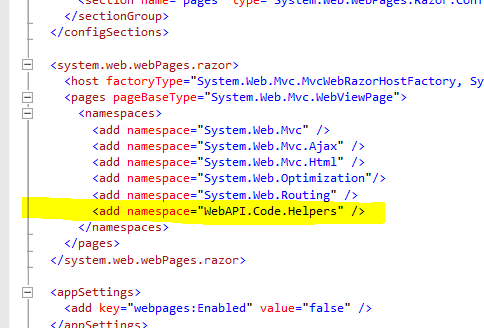 <section name="pages" type="System.Web.WebPages.Razor.Con
</sectionGroup>
</configSections>
<system.web.webPages.razor>
<host factoryType="System.Web.Mvc.MvcWebRazorHostFactory, Sy
<pages pageBaseType="System.Web.Mvc.WebViewPage">
<namespaces>
<add namespace="System.Web.Mvc" />
<add namespace="System.Web.Mvc.Ajax" />
<add namespace="System.Web.Mvc.Html" />
<add namespace="System.Web.Optimization"/>
<add namespace="System.Web.Routing" />
<add namespace="WebAPI.Code.Helpers" />
</namespaces>
</pages>
</system.web.webPages.razor>
<appSettings>
<add key="webpages:Enabled" value="false" />
</appSettings>